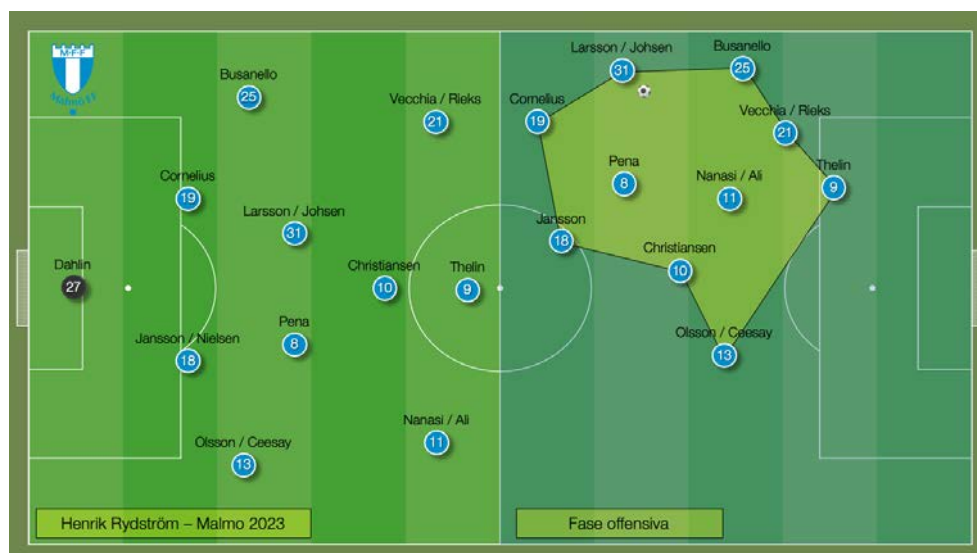 M·F·F
Malmö FF
Busanello
25
Vecchia / Rieks
21
Cornelius
19
Larsson / Johsen
31
Dahlin
27
Christiansen
10
Thelin
9
Pena
8
Jansson / Nielsen
18
Nanasi / Ali
11
Olsson / Ceesay
13
Henrik Rydström – Malmo 2023
Larsson / Johsen
31
Busanello
25
Cornelius
19
Vecchia / Rieks
21
Pena
8
Nanasi / Ali
11
Thelin
9
Jansson
18
Christiansen
10
Olsson / Ceesay
13
Fase offensiva